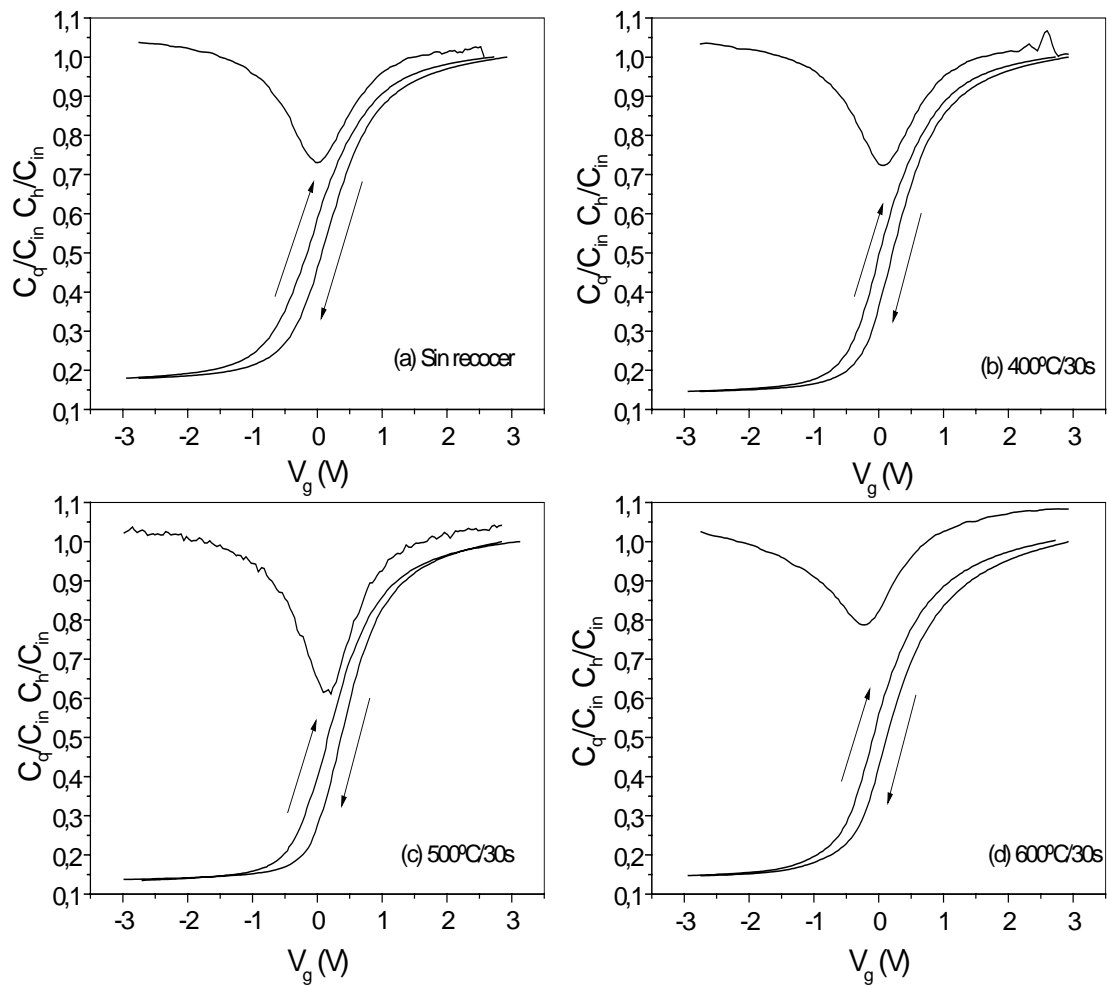 1,1
1,0
0,9
0,8
0,7
0,6
0,5
0,4
0,3
0,2
0,1
C_q/C_in C_h/C_in
(a) Sin recocer
-3 -2 -1 0 1 2 3
V_g (V)
1,1
1,0
0,9
0,8
0,7
0,6
0,5
0,4
0,3
0,2
0,1
C_q/C_in C_h/C_in
(b) 400ºC/30s
-3 -2 -1 0 1 2 3
V_g (V)
1,1
1,0
0,9
0,8
0,7
0,6
0,5
0,4
0,3
0,2
0,1
C_q/C_in C_h/C_in
(c) 500ºC/30s
-3 -2 -1 0 1 2 3
V_g (V)
1,1
1,0
0,9
0,8
0,7
0,6
0,5
0,4
0,3
0,2
0,1
C_q/C_in C_h/C_in
(d) 600ºC/30s
-3 -2 -1 0 1 2 3
V_g (V)